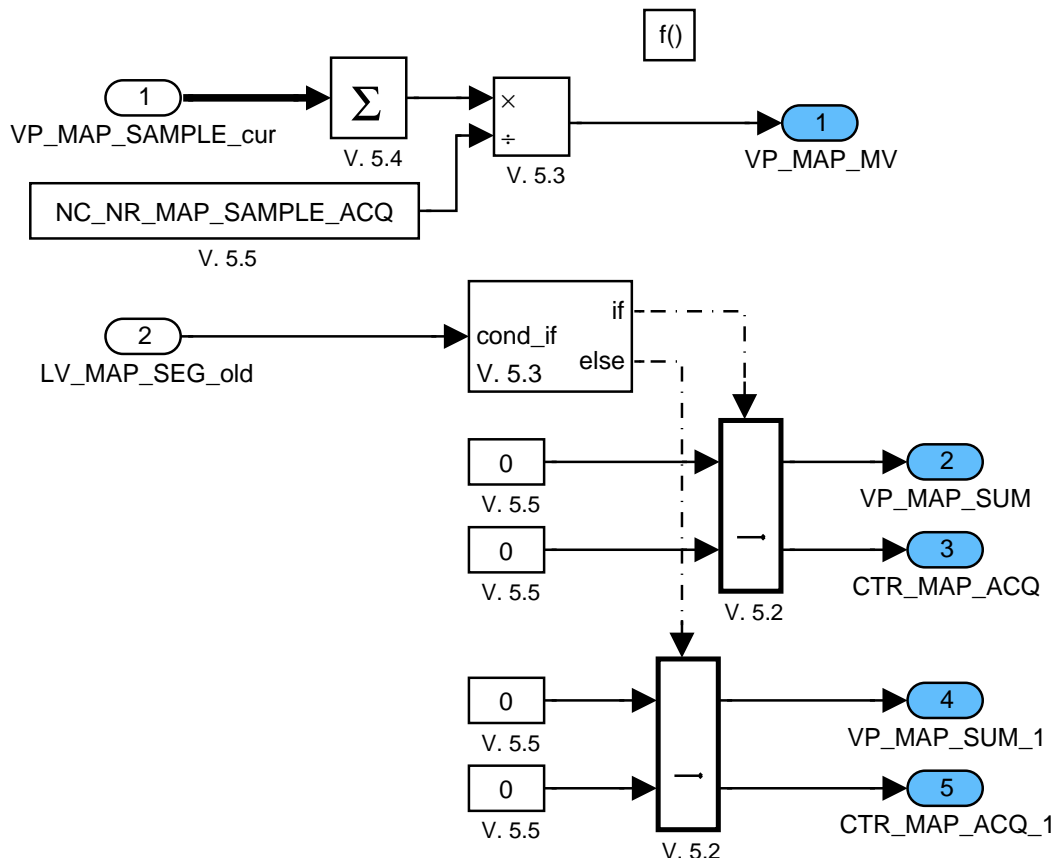 f()
1
VP_MAP_SAMPLE_cur
Σ
V. 5.4
×
÷
V. 5.3
1
VP_MAP_MV
NC_NR_MAP_SAMPLE_ACQ
V. 5.5
2
LV_MAP_SEG_old
if
cond_if
else
V. 5.3
0
V. 5.5
0
V. 5.5
V. 5.2
2
VP_MAP_SUM
3
CTR_MAP_ACQ
0
V. 5.5
0
V. 5.5
V. 5.2
4
VP_MAP_SUM_1
5
CTR_MAP_ACQ_1